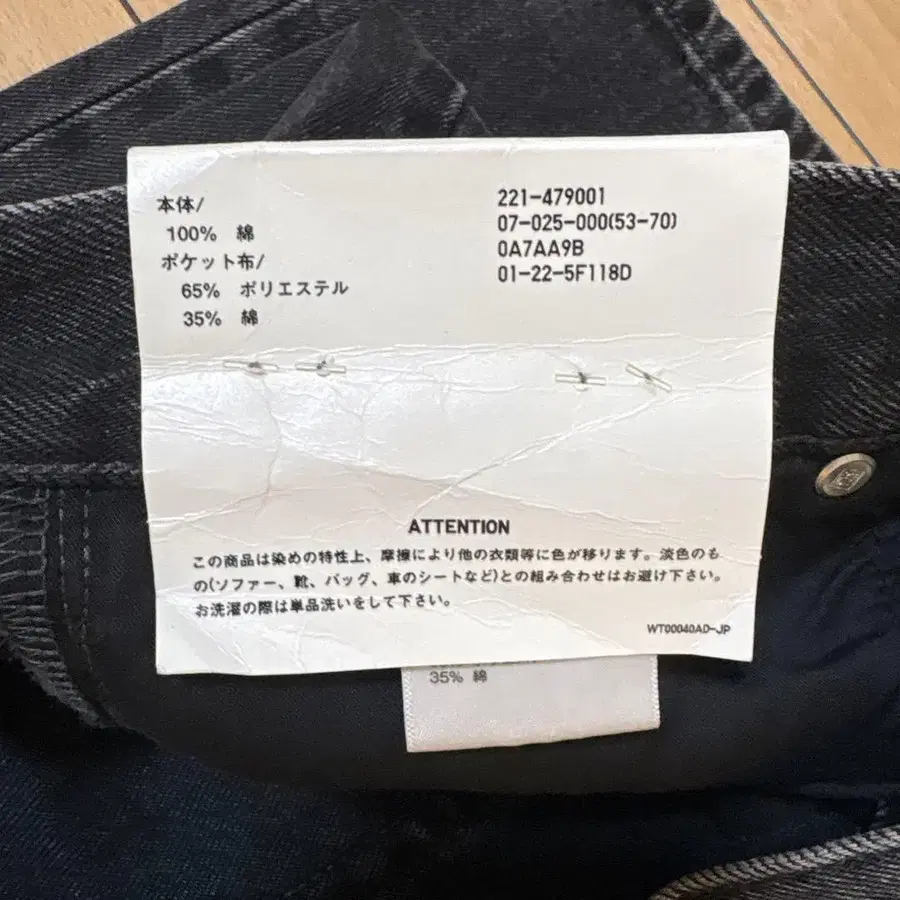 本体/
100% 綿
ポケット布/
65% ポリエステル
35% 綿
221-479001
07-025-000(53-70)
0A7AA9B
01-22-5F118D
ATTENTION
この商品は染めの特性上、摩擦により他の衣類等に色が移ります。淡色のも
の(ソファー、靴、バッグ、車のシートなど)との組み合わせはお避け下さい。
お洗濯の際は単品洗いをして下さい。
WT00040AD-JP
35% 綿